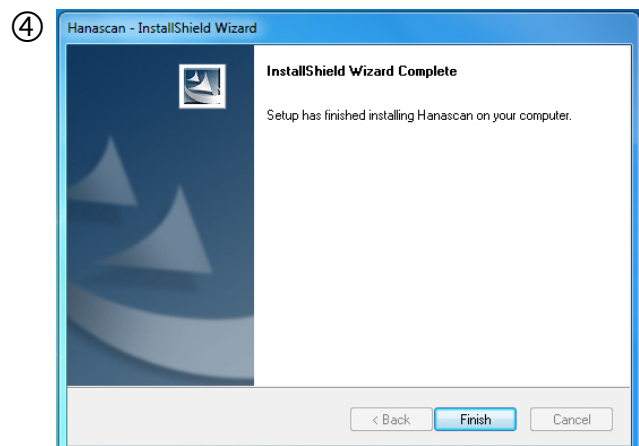 ④
Hanascan - InstallShield Wizard
InstallShield Wizard Complete
Setup has finished installing Hanascan on your computer.
< Back
Finish
Cancel